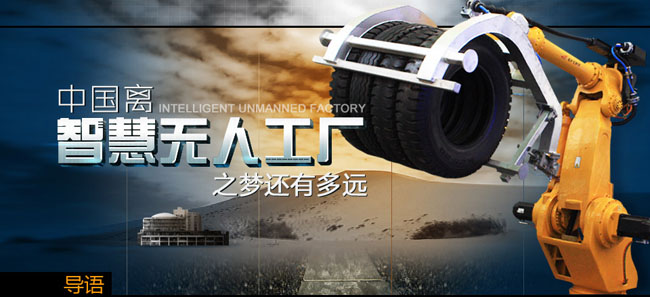 中国离
INTELLIGENT UNMANNED FACTORY
智慧无人工厂
之梦还有多远
导语